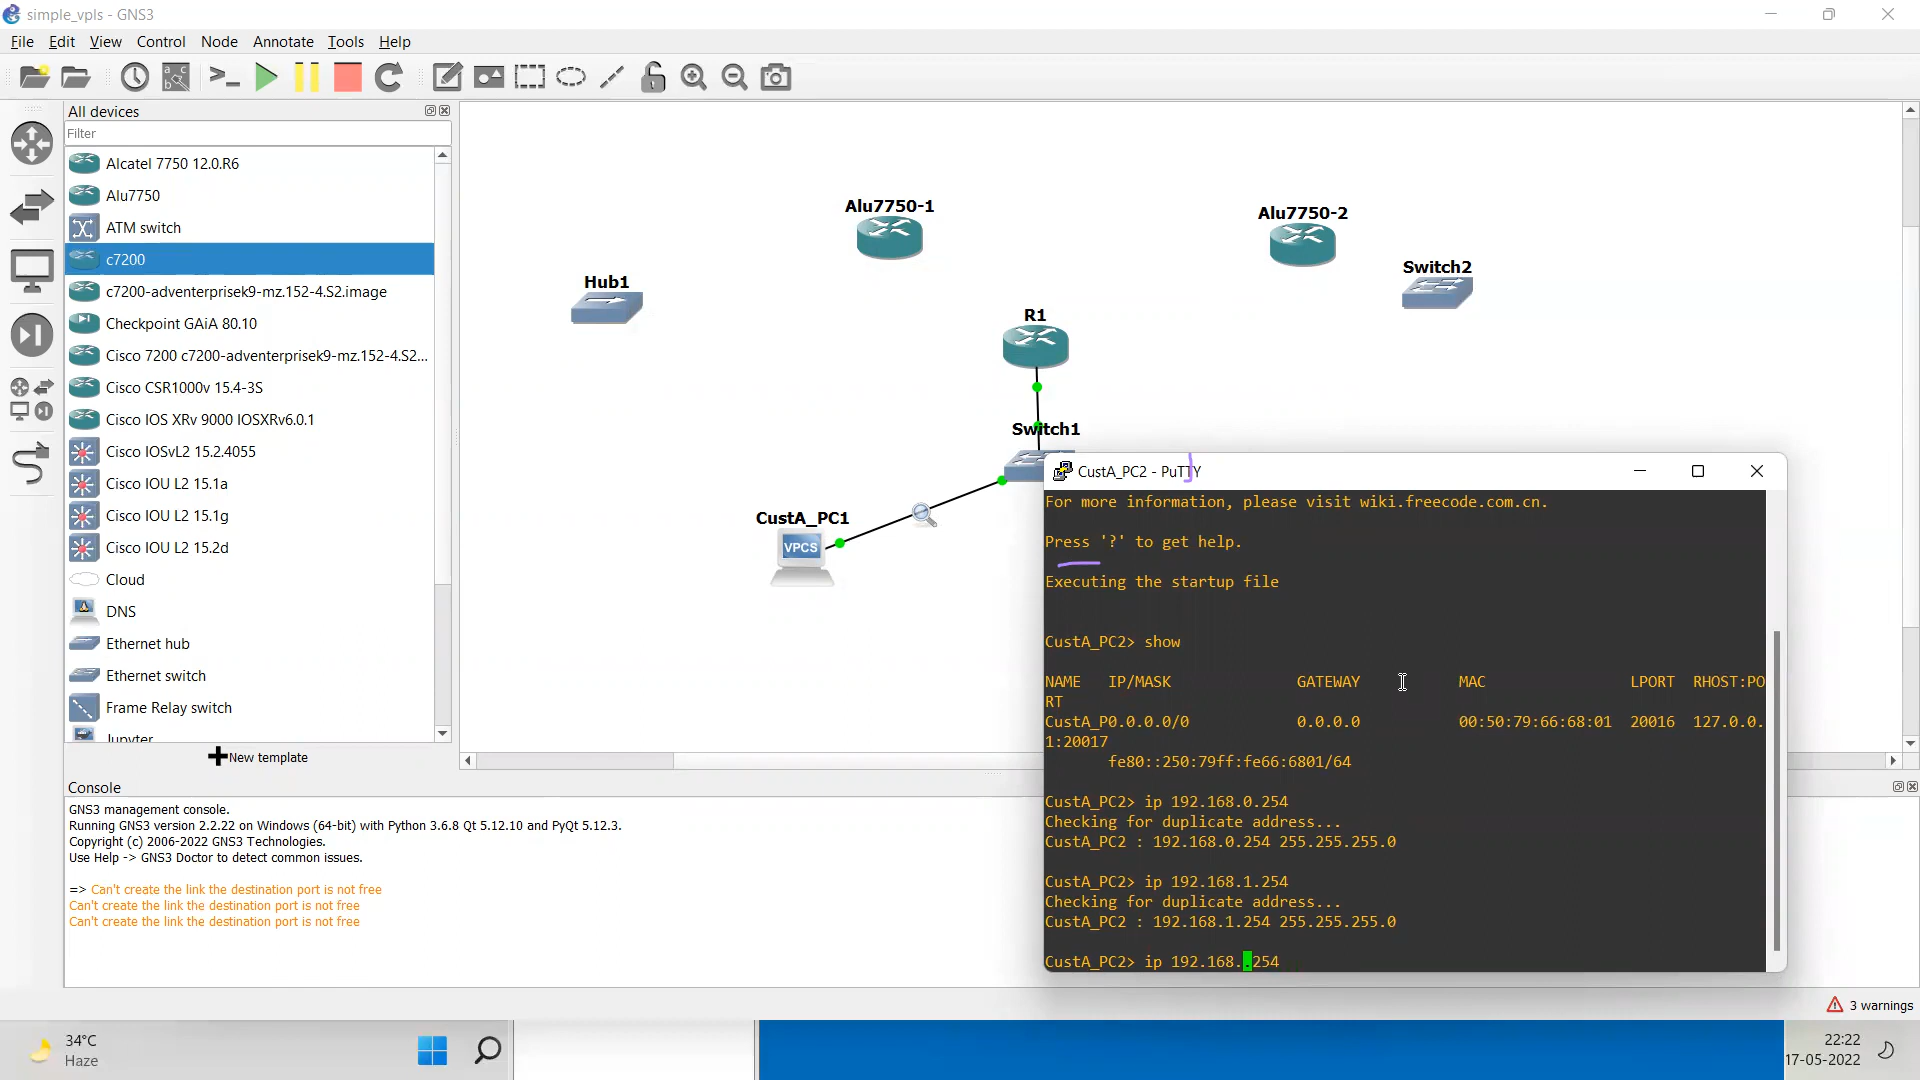 simple_vpls - GNS3
File Edit View Control Node Annotate Tools Help
All devices
Filter
Alcatel 7750 12.0.R6
Alu7750
ATM switch
c7200
c7200-adventerprisek9-mz.152-4.S2.image
Checkpoint GAiA 80.10
Cisco 7200 c7200-adventerprisek9-mz.152-4.S2...
Cisco CSR1000v 15.4-3S
Cisco IOS XRv 9000 IOSXRv6.0.1
Cisco IOSvL2 15.2.4055
Cisco IOU L2 15.1a
Cisco IOU L2 15.1g
Cisco IOU L2 15.2d
Cloud
DNS
Ethernet hub
Ethernet switch
Frame Relay switch
Jupyter
New template
Alu7750-1
Alu7750-2
Switch2
Hub1
R1
Switch1
CustA_PC1
VPCS
CustA_PC2 - PuTTY
For more information, please visit wiki.freecode.com.cn.
Press '?' to get help.
Executing the startup file
CustA_PC2> show
NAME IP/MASK GATEWAY MAC LPORT RHOST:PO
RT
CustA_P0.0.0.0/0 0.0.0.0 00:50:79:66:68:01 20016 127.0.0.
1:20017
fe80::250:79ff:fe66:6801/64
CustA_PC2> ip 192.168.0.254
Checking for duplicate address...
CustA_PC2 : 192.168.0.254 255.255.255.0
CustA_PC2> ip 192.168.1.254
Checking for duplicate address...
CustA_PC2 : 192.168.1.254 255.255.255.0
CustA_PC2> ip 192.168..254
Console
GNS3 management console.
Running GNS3 version 2.2.22 on Windows (64-bit) with Python 3.6.8 Qt 5.12.10 and PyQt 5.12.3.
Copyright (c) 2006-2022 GNS3 Technologies.
Use Help -> GNS3 Doctor to detect common issues.
=> Can't create the link the destination port is not free
Can't create the link the destination port is not free
Can't create the link the destination port is not free
3 warnings
34°C
Haze
22:22
17-05-2022